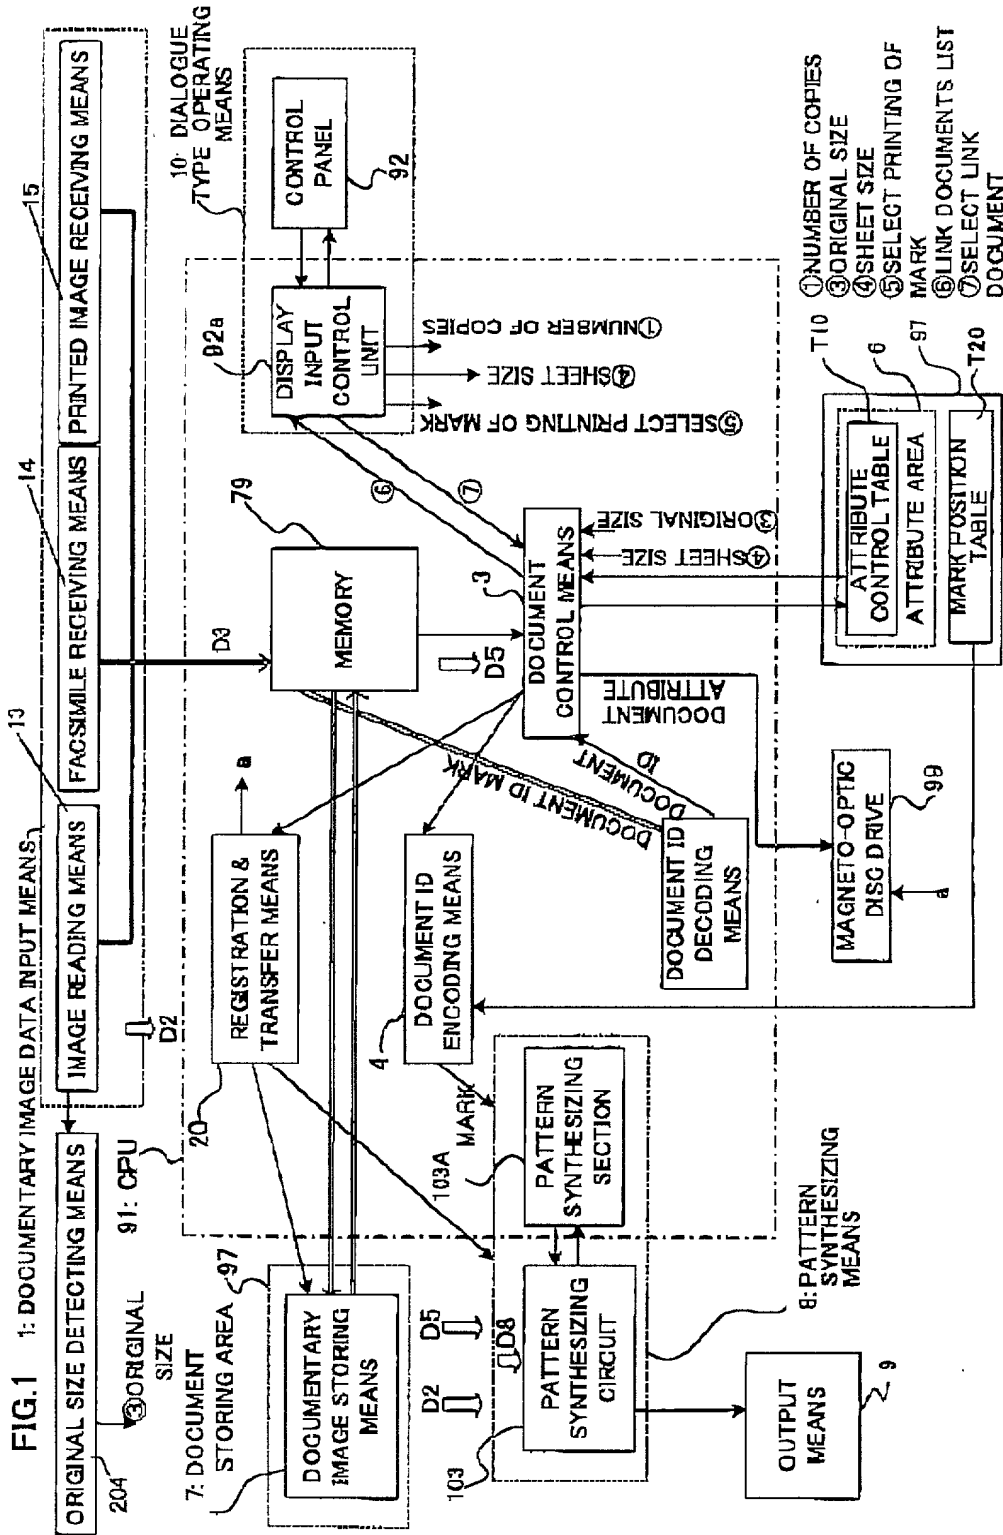 FIG.1
1: DOCUMENTARY IMAGE DATA INPUT MEANS
ORIGINAL SIZE DETECTING MEANS
204
③ORIGINAL
SIZE
IMAGE READING MEANS
13
FACSIMILE RECEIVING MEANS
14
PRINTED IMAGE RECEIVING MEANS
15
D2
D3
91: CPU
10: DIALOGUE
TYPE OPERATING
MEANS
CONTROL
PANEL
92
92a
DISPLAY
INPUT
CONTROL
UNIT
①NUMBER OF COPIES
④SHEET SIZE
⑤SELECT PRINTING OF MARK
79
MEMORY
D5
⑥
⑦
REGISTRATION &
TRANSFER MEANS
20
a
7: DOCUMENT
STORING AREA
97
DOCUMENTARY
IMAGE STORING
MEANS
DOCUMENT ID
ENCODING MEANS
4
DOCUMENT ID MARK
DOCUMENT
ID
DOCUMENT
CONTROL MEANS
3
③ORIGINAL SIZE
④SHEET SIZE
DOCUMENT
ATTRIBUTE
DOCUMENT ID
DECODING
MEANS
MARK
103A
PATTERN
SYNTHESIZING
SECTION
D2
D5
D8
103
PATTERN
SYNTHESIZING
CIRCUIT
8: PATTERN
SYNTHESIZING
MEANS
OUTPUT
MEANS
9
MAGNETO-OPTIC
DISC DRIVE
99
a
ATTRIBUTE
CONTROL TABLE
ATTRIBUTE AREA
MARK POSITION
TABLE
T10
6
97
T20
①NUMBER OF COPIES
③ORIGINAL SIZE
④SHEET SIZE
⑤SELECT PRINTING OF
MARK
⑥LINK DOCUMENTS LIST
⑦SELECT LINK
DOCUMENT